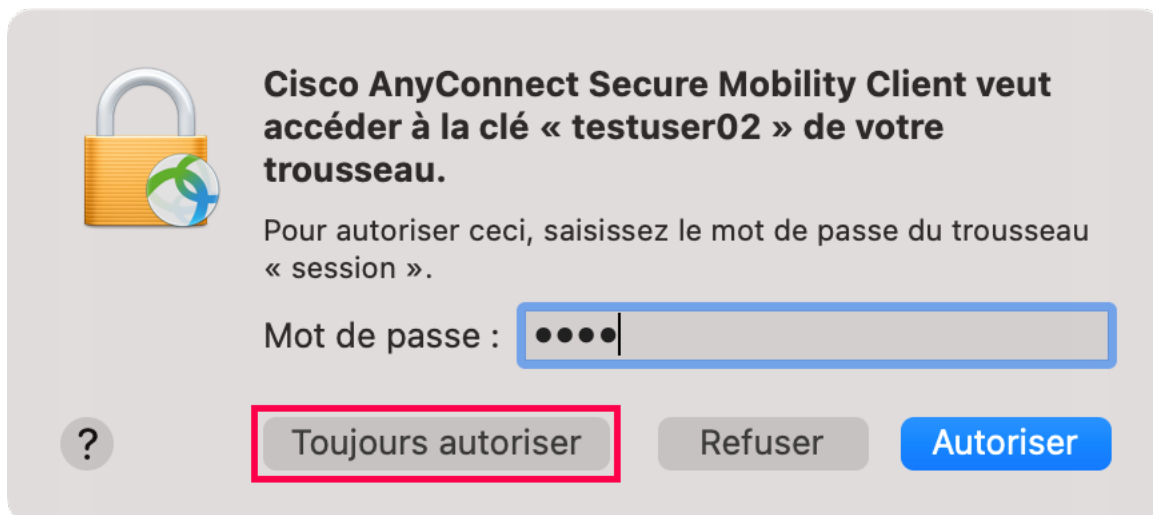 Cisco AnyConnect Secure Mobility Client veut
accéder à la clé « testuser02 » de votre
trousseau.
Pour autoriser ceci, saisissez le mot de passe du trousseau
« session ».
Mot de passe : ••••
? Toujours autoriser Refuser Autoriser